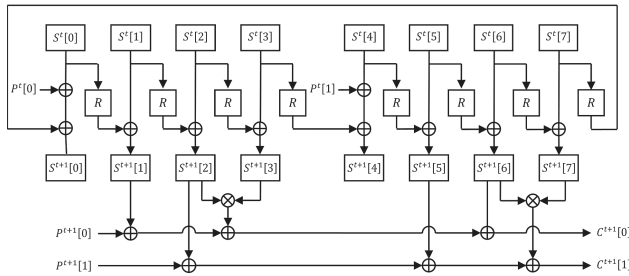 S^t[0] S^t[1] S^t[2] S^t[3] S^t[4] S^t[5] S^t[6] S^t[7]
P^t[0] R R R R P^t[1] R R R R
S^{t+1}[0] S^{t+1}[1] S^{t+1}[2] S^{t+1}[3] S^{t+1}[4] S^{t+1}[5] S^{t+1}[6] S^{t+1}[7]
P^{t+1}[0] C^{t+1}[0]
P^{t+1}[1] C^{t+1}[1]